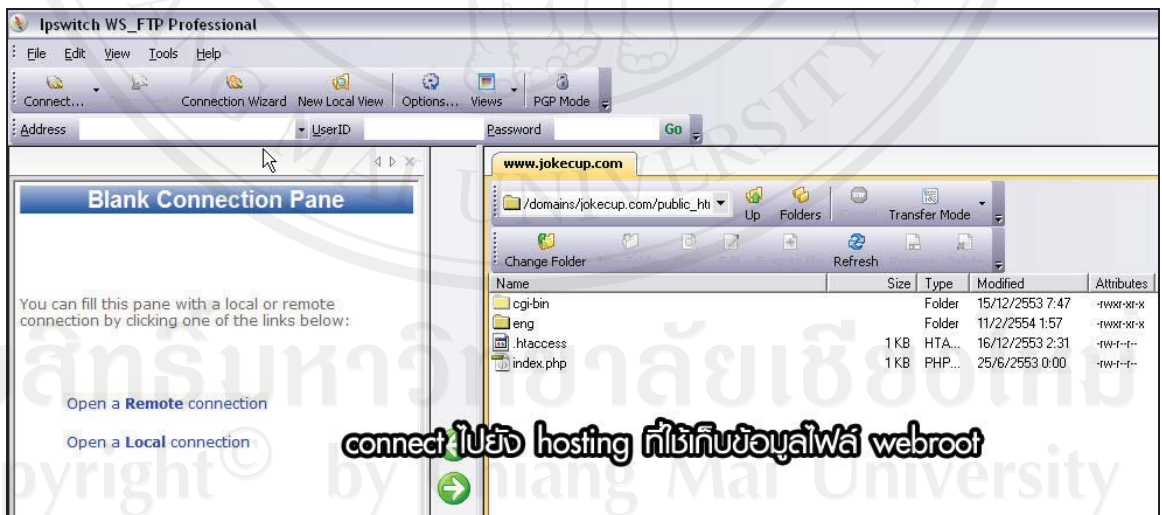 Ipswitch WS_FTP Professional
File Edit View Tools Help
Connect... Connection Wizard New Local View Options... Views PGP Mode
Address UserID Password Go
Blank Connection Pane
You can fill this pane with a local or remote
connection by clicking one of the links below:
Open a Remote connection
Open a Local connection
www.jokecup.com
/domains/jokecup.com/public_ht
Up Folders Transfer Mode
Change Folder Refresh
Name Size Type Modified Attributes
cgi-bin Folder 15/12/2553 7:47 -rwxr-xr-x
eng Folder 11/2/2554 1:57 -rwxr-xr-x
.htaccess 1 KB HTA... 16/12/2553 2:31 -rw-r--r--
index.php 1 KB PHP... 25/6/2553 0:00 -rw-r--r--
connect ไปยัง hosting ที่ใช้เก็บข้อมูลไฟล์ webroot